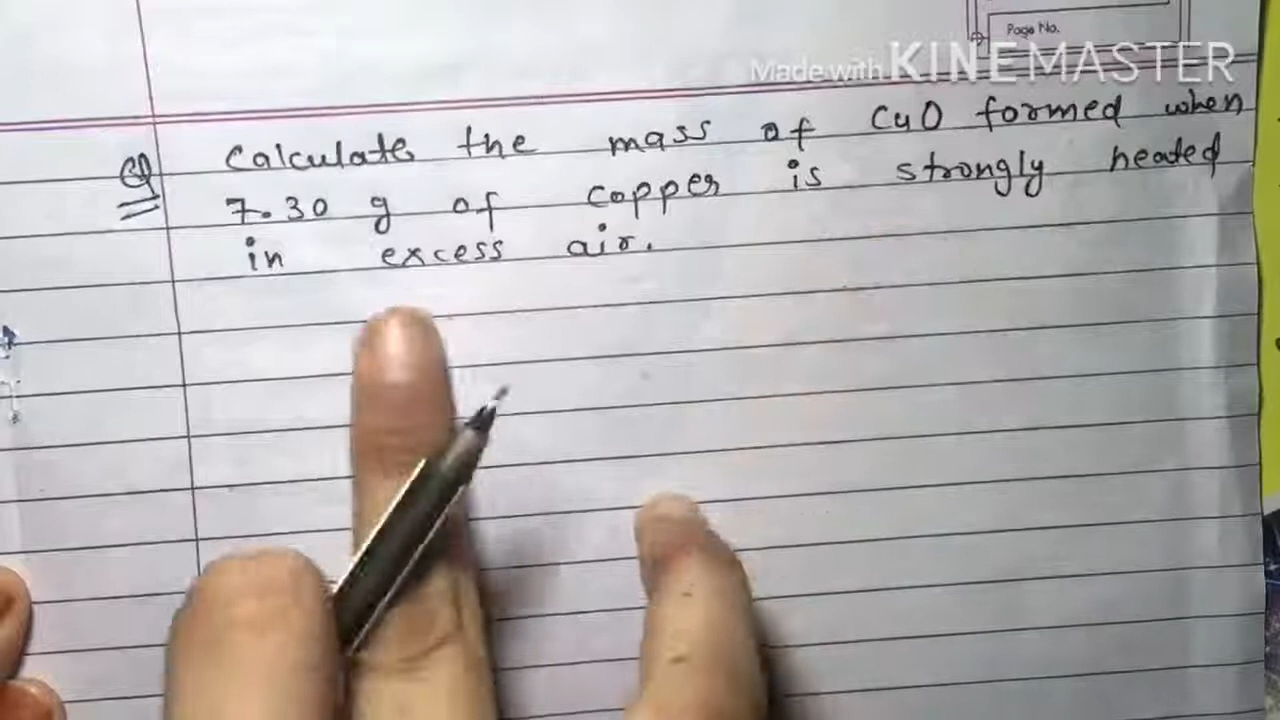 Page No.
Made with KINEMASTER
Q Calculate the mass of CuO formed when
7.30 g of copper is strongly heated
in excess air.